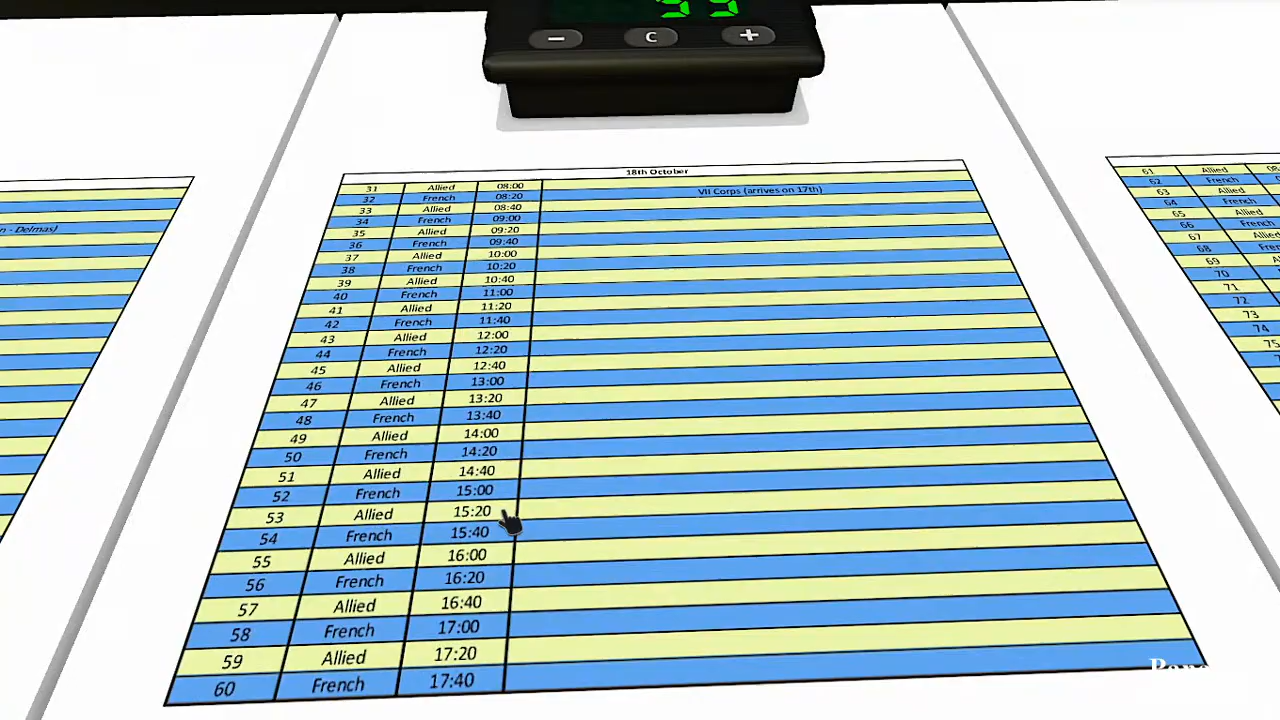 − C +
18th October
31 Allied 08:00
32 French 08:20 VII Corps (arrives on 17th)
33 Allied 08:40
34 French 09:00
35 Allied 09:20
36 French 09:40
37 Allied 10:00
38 French 10:20
39 Allied 10:40
40 French 11:00
41 Allied 11:20
42 French 11:40
43 Allied 12:00
44 French 12:20
45 Allied 12:40
46 French 13:00
47 Allied 13:20
48 French 13:40
49 Allied 14:00
50 French 14:20
51 Allied 14:40
52 French 15:00
53 Allied 15:20
54 French 15:40
55 Allied 16:00
56 French 16:20
57 Allied 16:40
58 French 17:00
59 Allied 17:20
60 French 17:40
- Delmas)
61 Allied
62 French
63 Allied
64 French
65 Allied
66 French
67 Allied
68 French
69 Allied
70 French
71 Allied
72 French
73
74